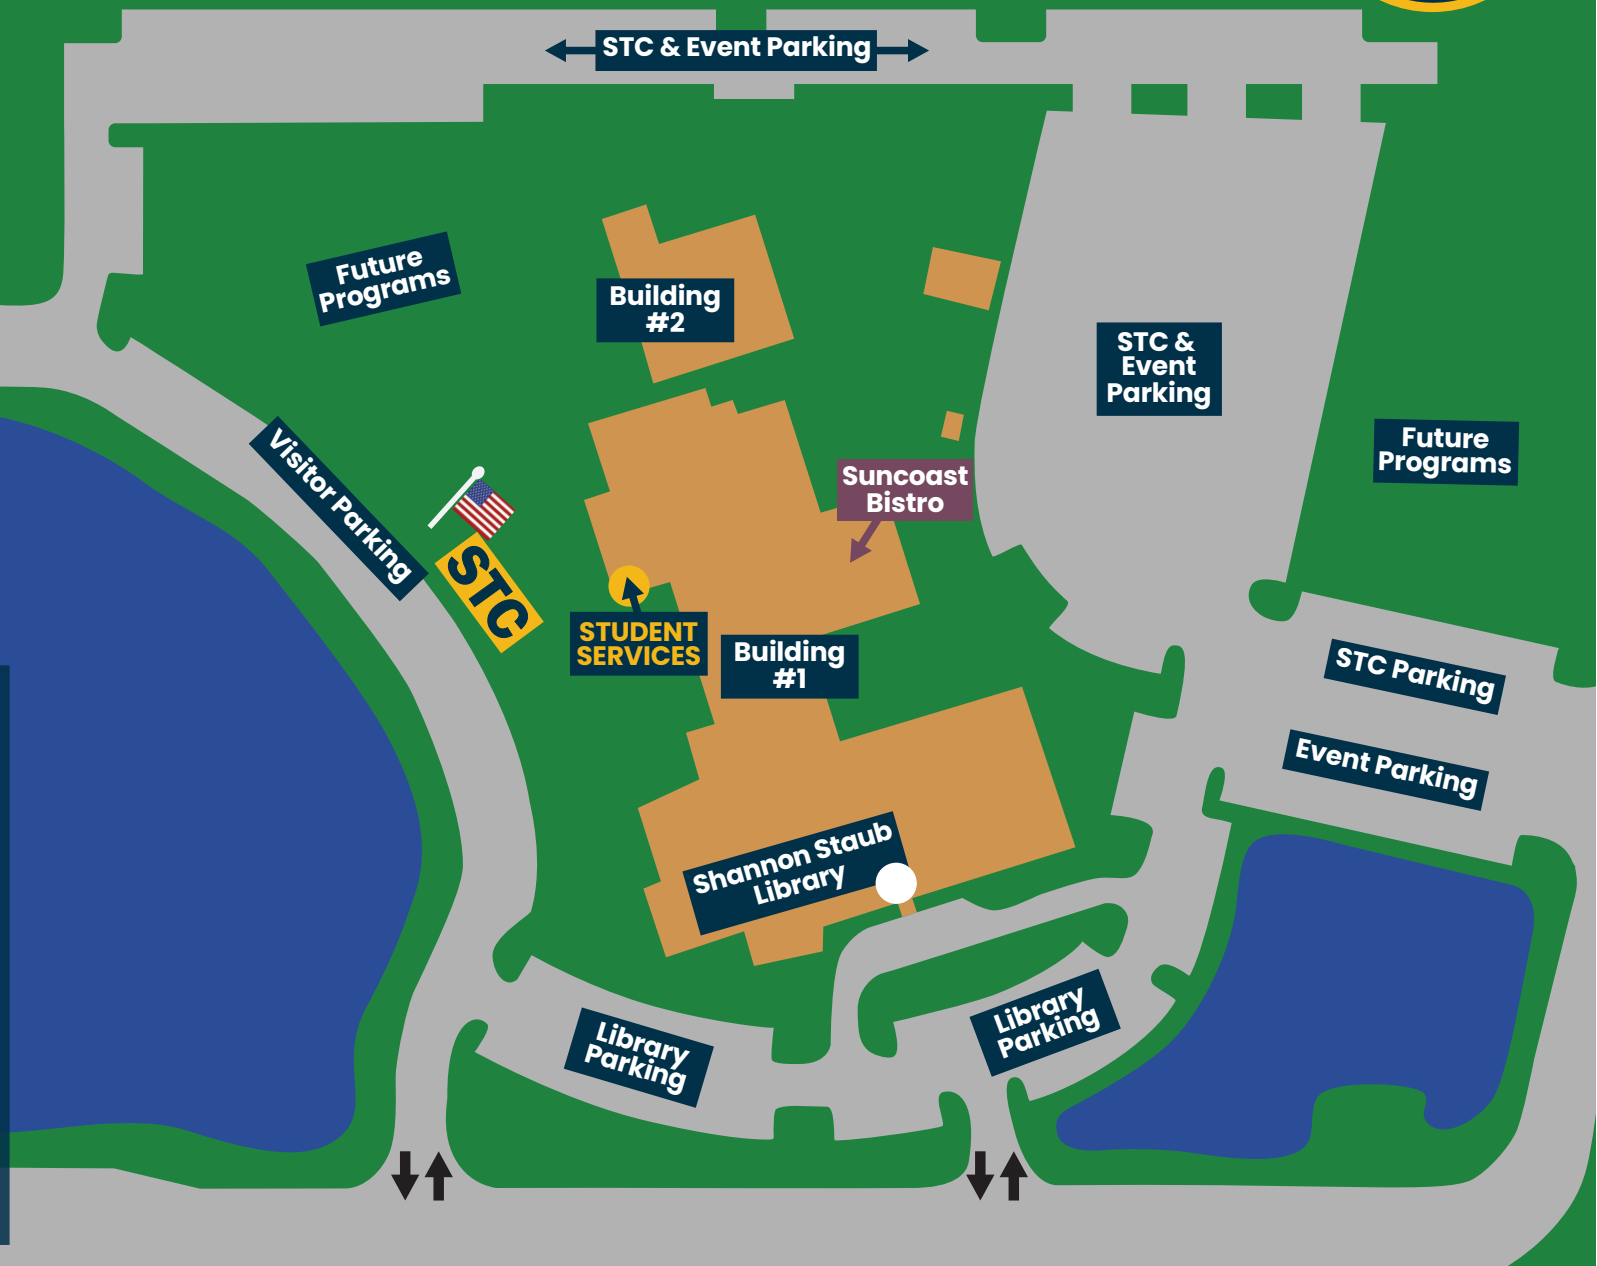 STC & Event Parking
Future
Programs
Building
#2
STC &
Event
Parking
Future
Programs
Visitor Parking
Suncoast
Bistro
STC
STUDENT
SERVICES
Building
#1
STC Parking
Event Parking
Shannon Staub
Library
Library
Parking
Library
Parking